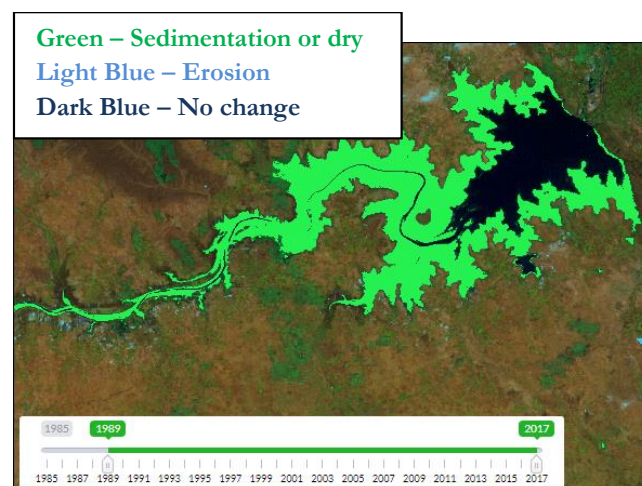 Green – Sedimentation or dry
Light Blue – Erosion
Dark Blue – No change
1985 1989 2017
1985 1987 1989 1991 1993 1995 1997 1999 2001 2003 2005 2007 2009 2011 2013 2015 2017